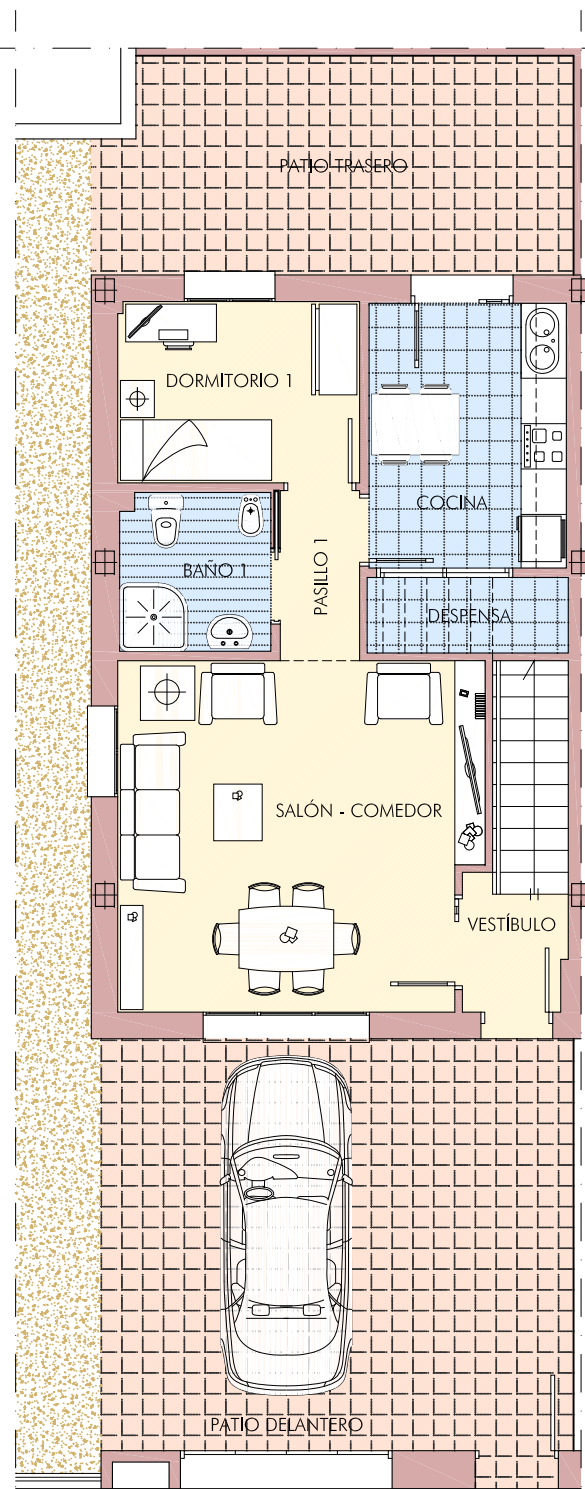 PATIO TRASERO
DORMITORIO 1
COCINA
BAÑO 1
PASILLO 1
DESPENSA
SALÓN - COMEDOR
VESTÍBULO
PATIO DELANTERO